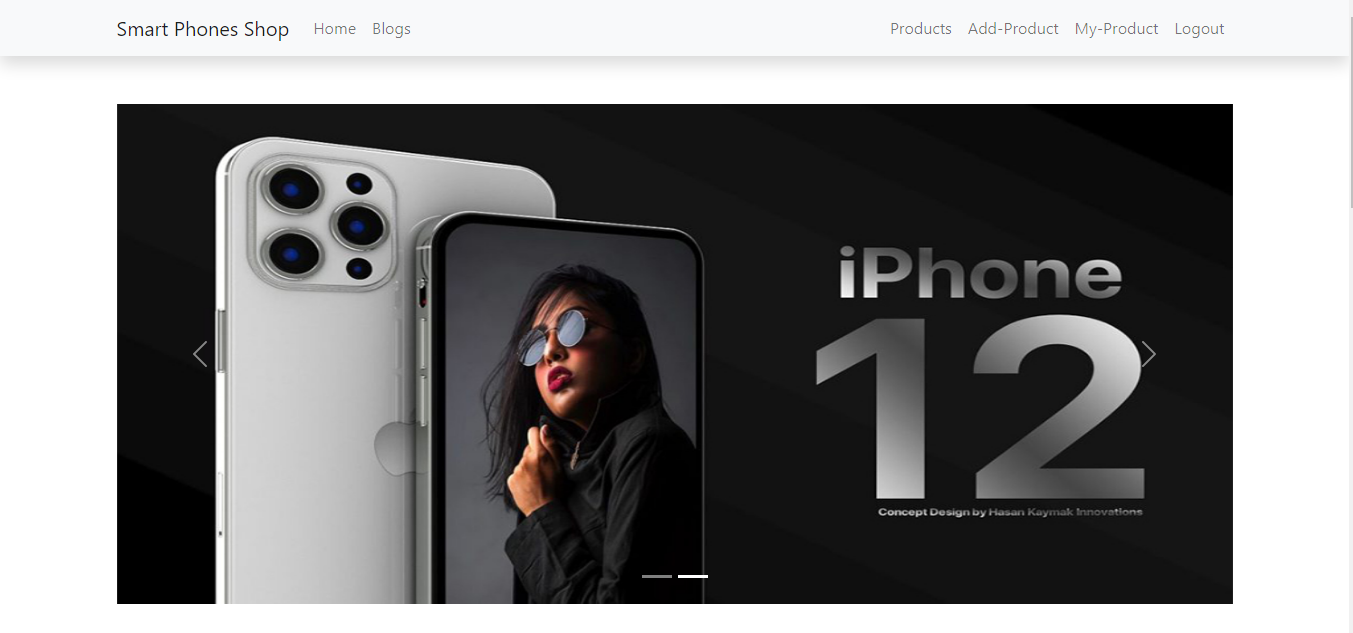 Smart Phones Shop Home Blogs Products Add-Product My-Product Logout
iPhone
12
Concept Design by Hasan Kaymak Innovations